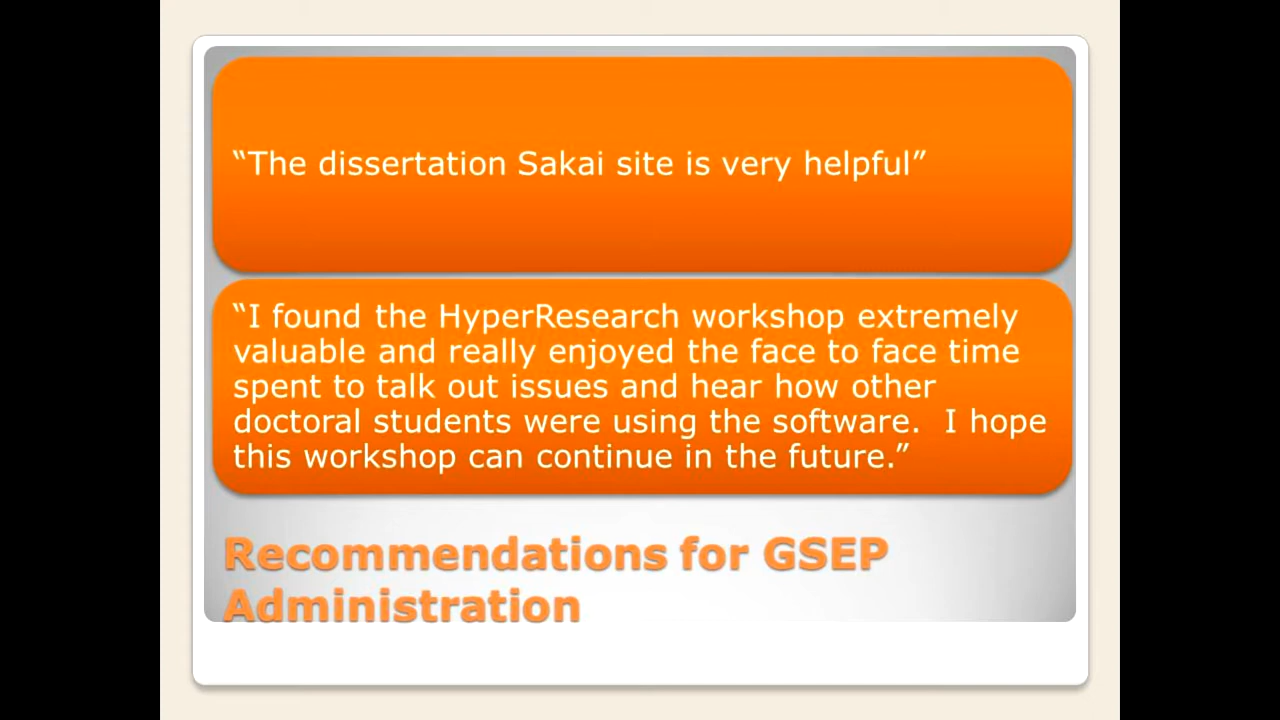 “The dissertation Sakai site is very helpful”
“I found the HyperResearch workshop extremely
valuable and really enjoyed the face to face time
spent to talk out issues and hear how other
doctoral students were using the software.  I hope
this workshop can continue in the future.”
Recommendations for GSEP
Administration